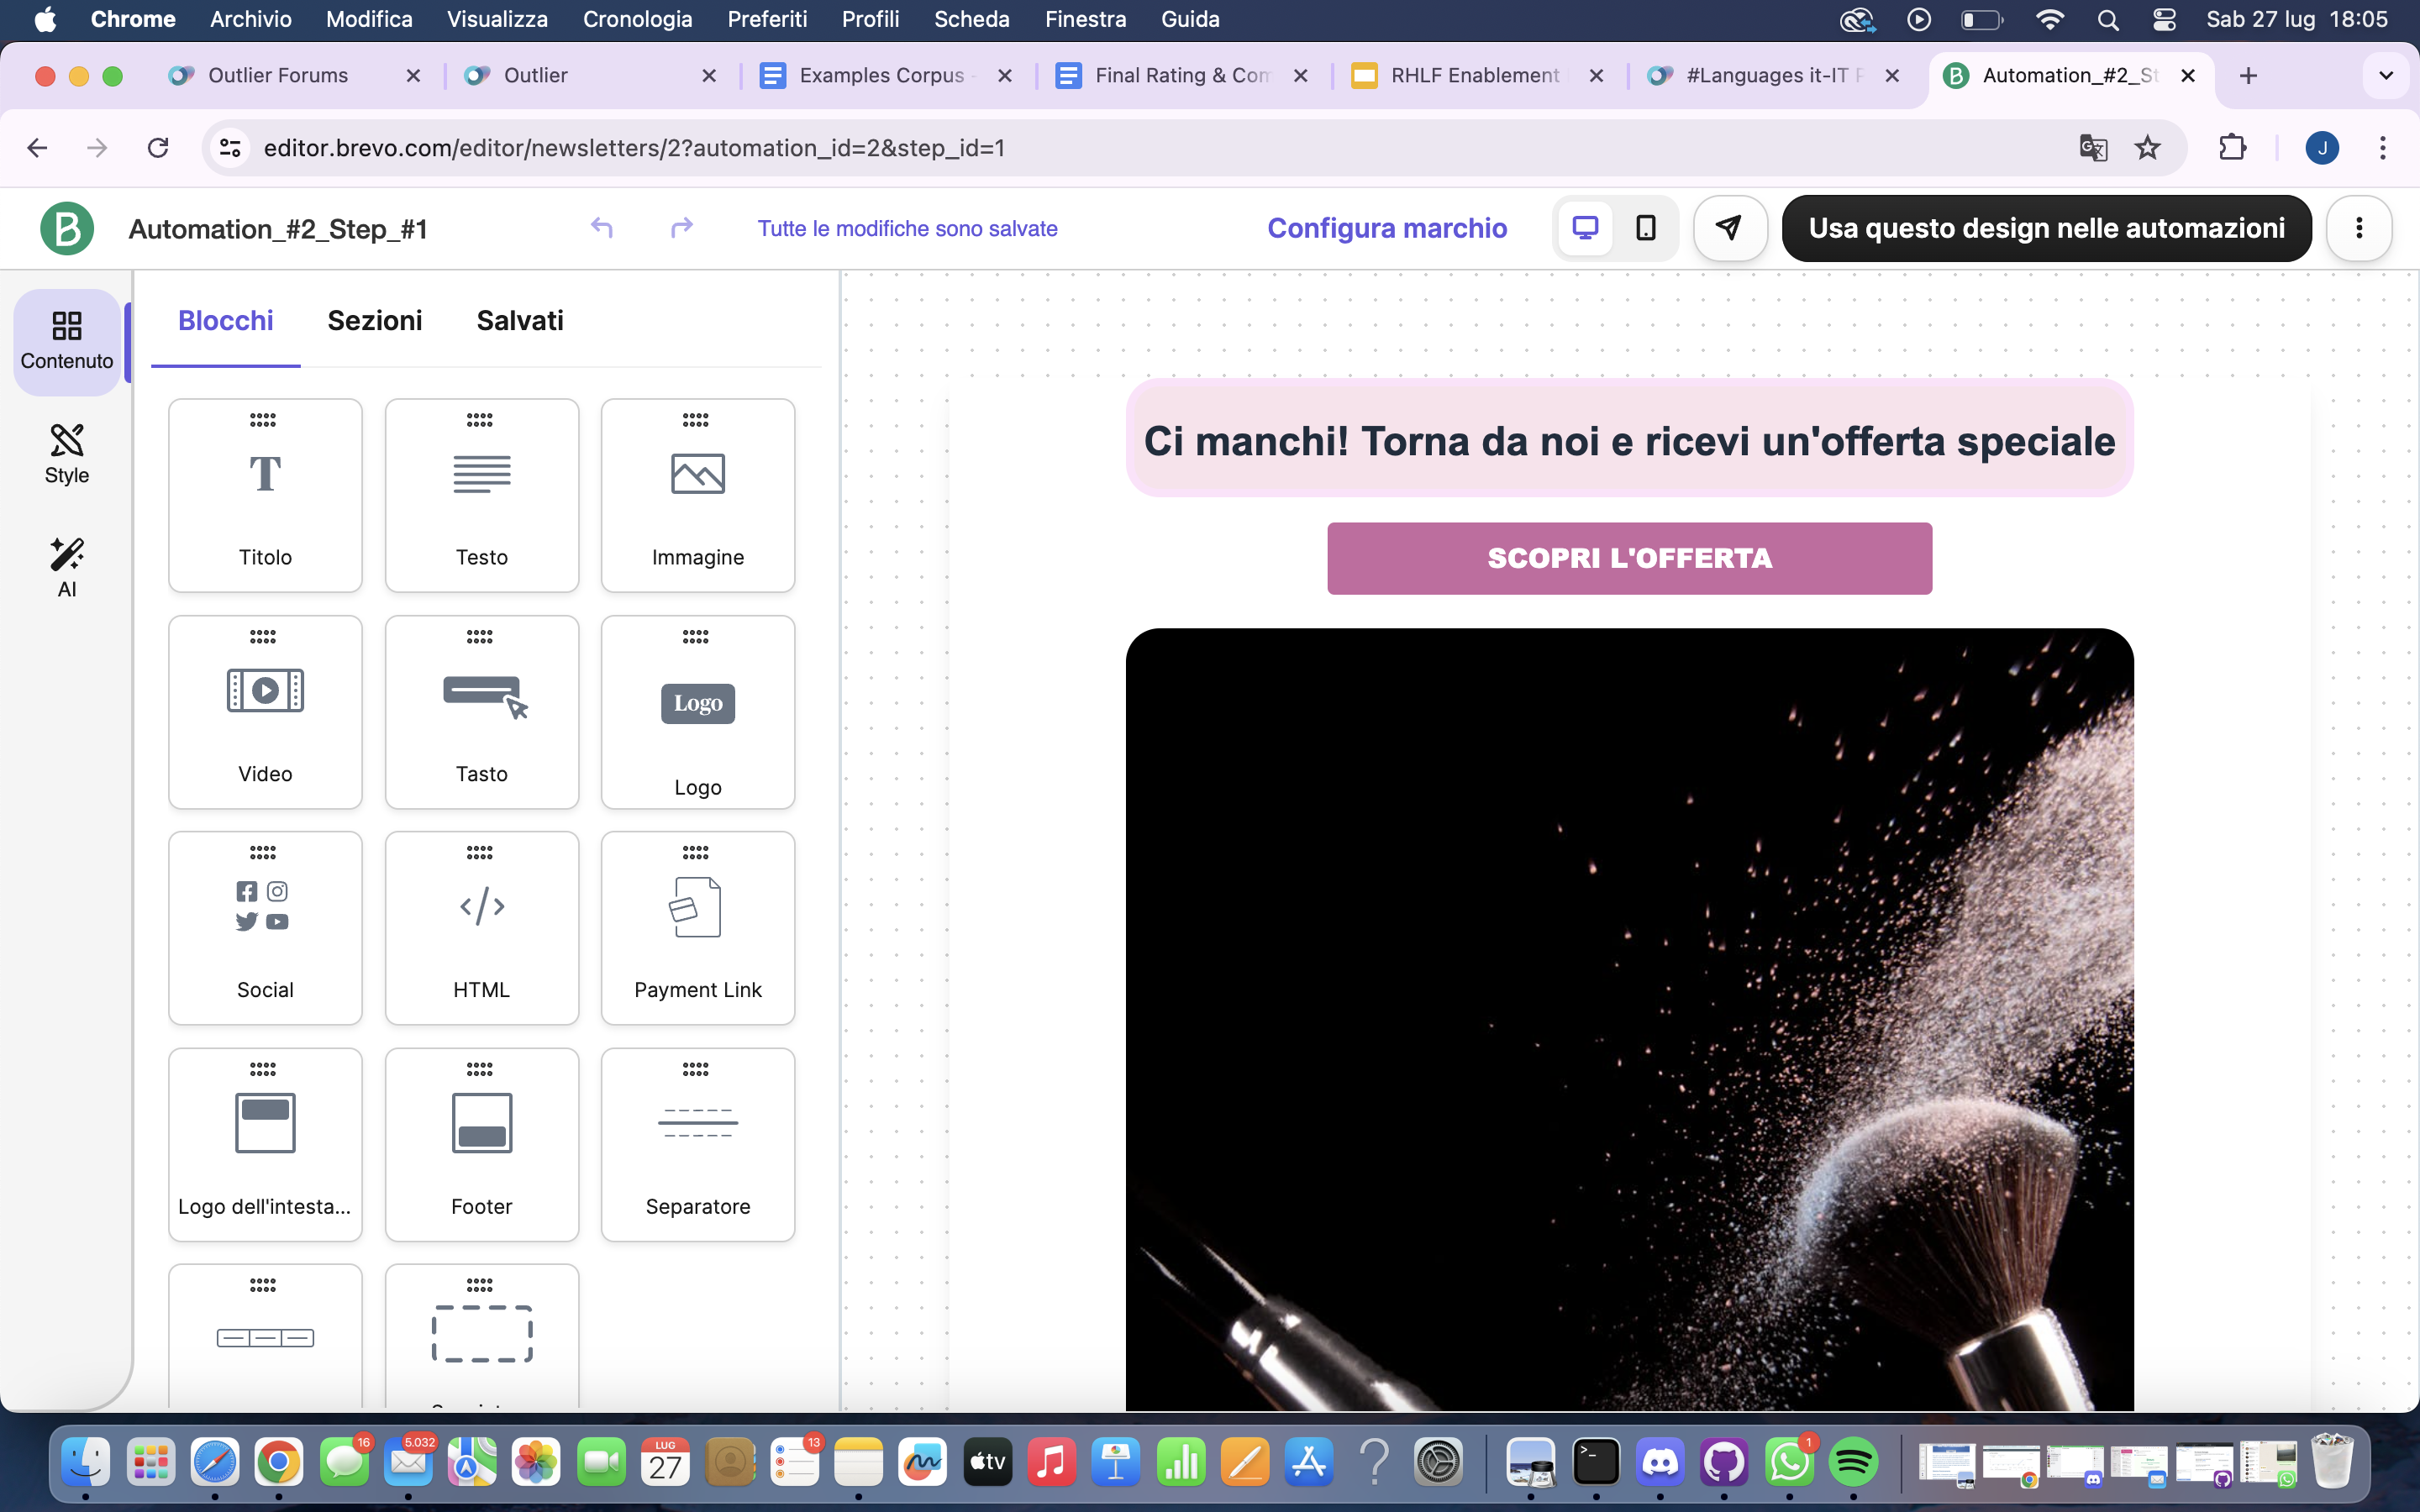 Chrome Archivio Modifica Visualizza Cronologia Preferiti Profili Scheda Finestra Guida Sab 27 lug 18:05
Outlier Forums Outlier Examples Corpus - Final Rating & Com RHLF Enablement #Languages it-IT Automation_#2_St
editor.brevo.com/editor/newsletters/2?automation_id=2&step_id=1 J
B Automation_#2_Step_#1 Tutte le modifiche sono salvate Configura marchio Usa questo design nelle automazioni
Contenuto
Style
AI
Blocchi Sezioni Salvati
Titolo Testo Immagine
Logo
Video Tasto Logo
Social HTML Payment Link
Logo dell'intesta... Footer Separatore
Ci manchi! Torna da noi e ricevi un'offerta speciale
SCOPRI L'OFFERTA
16 5.032 LUG 27 13 tv 1